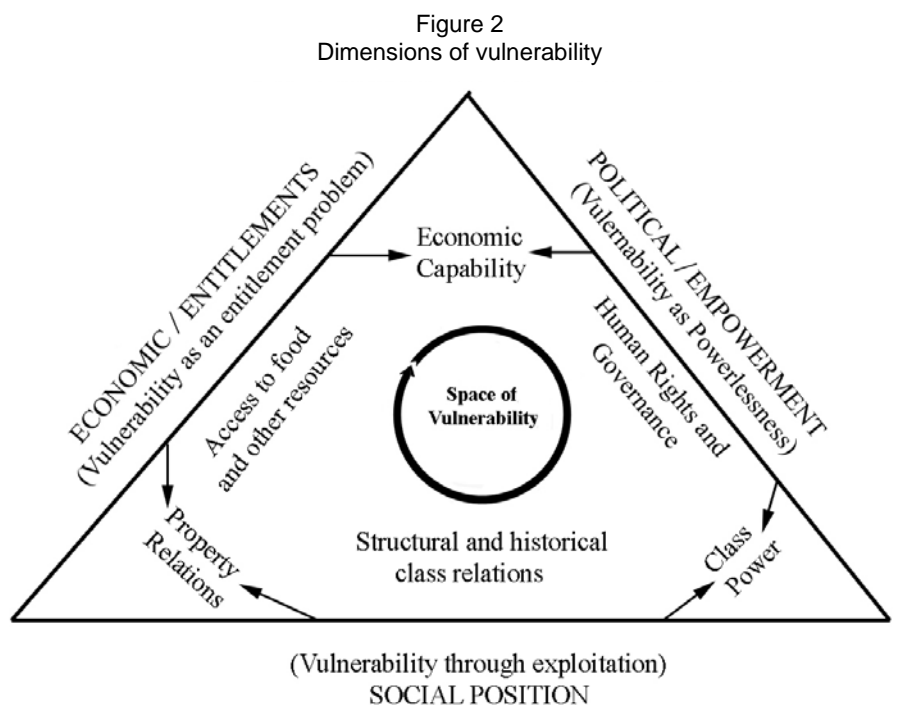 Figure 2
Dimensions of vulnerability
ECONOMIC / ENTITLEMENTS
(Vulnerability as an entitlement problem)
POLITICAL / EMPOWERMENT
(Vulernability as Powerlessness)
Economic
Capability
Access to food
and other resources
Human Rights and
Governance
Space of
Vulnerability
Property
Relations
Structural and historical
class relations
Class
Power
(Vulnerability through exploitation)
SOCIAL POSITION